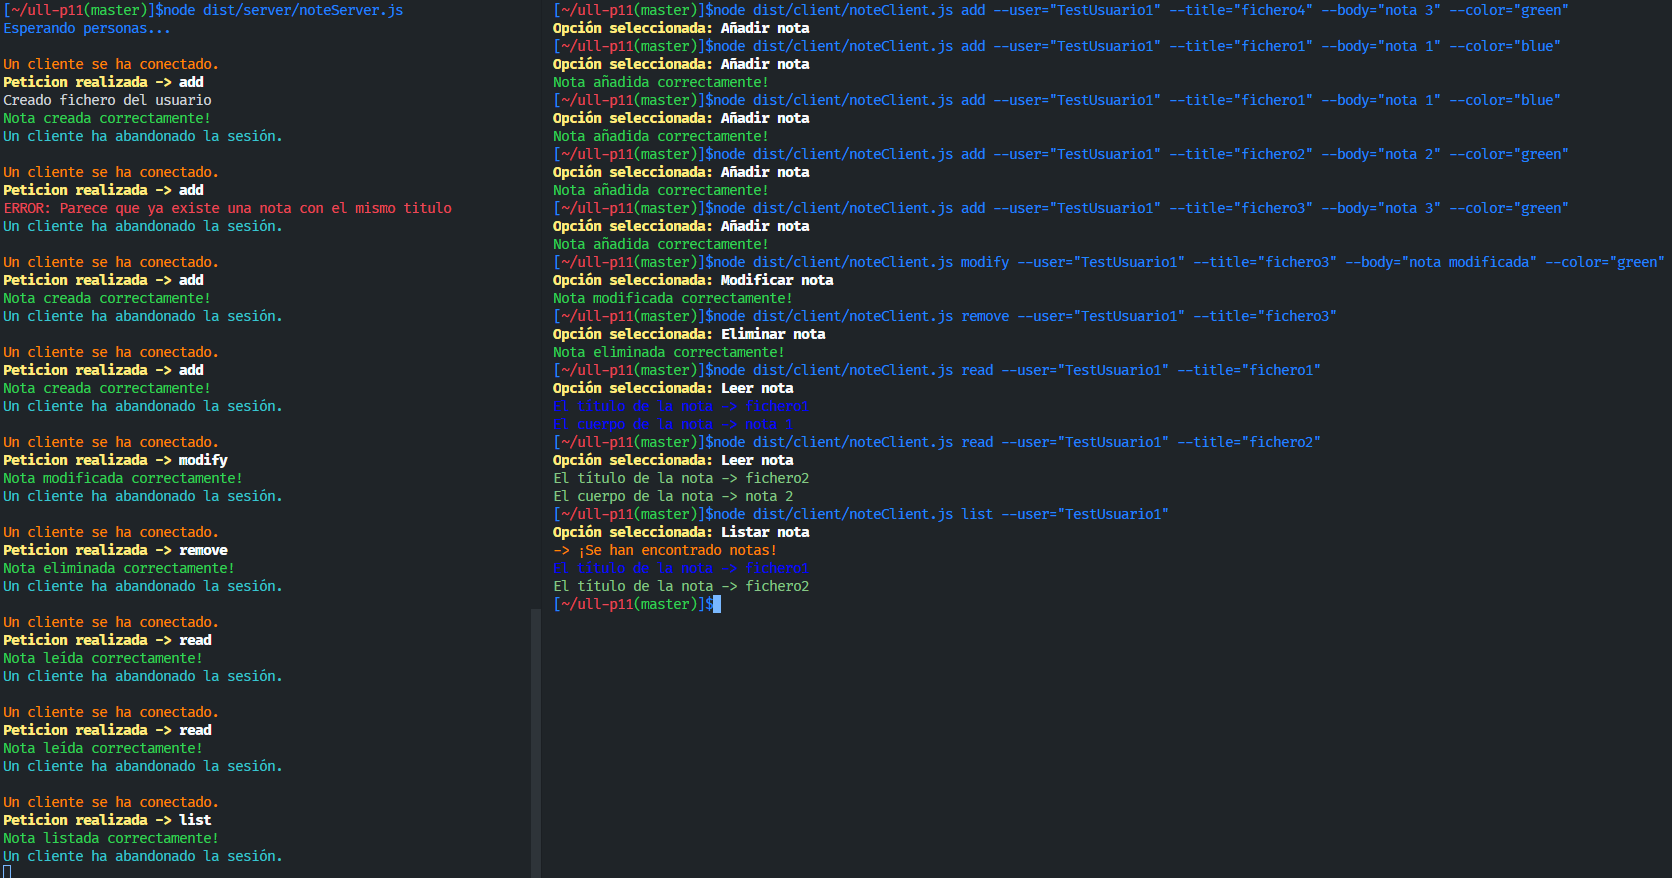 [~/ull-p11(master)]$node dist/server/noteServer.js
Esperando personas...
Un cliente se ha conectado.
Peticion realizada -> add
Creado fichero del usuario
Nota creada correctamente!
Un cliente ha abandonado la sesión.
Un cliente se ha conectado.
Peticion realizada -> add
ERROR: Parece que ya existe una nota con el mismo titulo
Un cliente ha abandonado la sesión.
Un cliente se ha conectado.
Peticion realizada -> add
Nota creada correctamente!
Un cliente ha abandonado la sesión.
Un cliente se ha conectado.
Peticion realizada -> add
Nota creada correctamente!
Un cliente ha abandonado la sesión.
Un cliente se ha conectado.
Peticion realizada -> modify
Nota modificada correctamente!
Un cliente ha abandonado la sesión.
Un cliente se ha conectado.
Peticion realizada -> remove
Nota eliminada correctamente!
Un cliente ha abandonado la sesión.
Un cliente se ha conectado.
Peticion realizada -> read
Nota leída correctamente!
Un cliente ha abandonado la sesión.
Un cliente se ha conectado.
Peticion realizada -> read
Nota leída correctamente!
Un cliente ha abandonado la sesión.
Un cliente se ha conectado.
Peticion realizada -> list
Nota listada correctamente!
Un cliente ha abandonado la sesión.
[~/ull-p11(master)]$node dist/client/noteClient.js add --user="TestUsuario1" --title="fichero4" --body="nota 3" --color="green"
Opción seleccionada: Añadir nota
[~/ull-p11(master)]$node dist/client/noteClient.js add --user="TestUsuario1" --title="fichero1" --body="nota 1" --color="blue"
Opción seleccionada: Añadir nota
Nota añadida correctamente!
[~/ull-p11(master)]$node dist/client/noteClient.js add --user="TestUsuario1" --title="fichero1" --body="nota 1" --color="blue"
Opción seleccionada: Añadir nota
Nota añadida correctamente!
[~/ull-p11(master)]$node dist/client/noteClient.js add --user="TestUsuario1" --title="fichero2" --body="nota 2" --color="green"
Opción seleccionada: Añadir nota
Nota añadida correctamente!
[~/ull-p11(master)]$node dist/client/noteClient.js add --user="TestUsuario1" --title="fichero3" --body="nota 3" --color="green"
Opción seleccionada: Añadir nota
Nota añadida correctamente!
[~/ull-p11(master)]$node dist/client/noteClient.js modify --user="TestUsuario1" --title="fichero3" --body="nota modificada" --color="green"
Opción seleccionada: Modificar nota
Nota modificada correctamente!
[~/ull-p11(master)]$node dist/client/noteClient.js remove --user="TestUsuario1" --title="fichero3"
Opción seleccionada: Eliminar nota
Nota eliminada correctamente!
[~/ull-p11(master)]$node dist/client/noteClient.js read --user="TestUsuario1" --title="fichero1"
Opción seleccionada: Leer nota
El título de la nota -> fichero1
El cuerpo de la nota -> nota 1
[~/ull-p11(master)]$node dist/client/noteClient.js read --user="TestUsuario1" --title="fichero2"
Opción seleccionada: Leer nota
El título de la nota -> fichero2
El cuerpo de la nota -> nota 2
[~/ull-p11(master)]$node dist/client/noteClient.js list --user="TestUsuario1"
Opción seleccionada: Listar nota
-> ¡Se han encontrado notas!
El título de la nota -> fichero1
El título de la nota -> fichero2
[~/ull-p11(master)]$